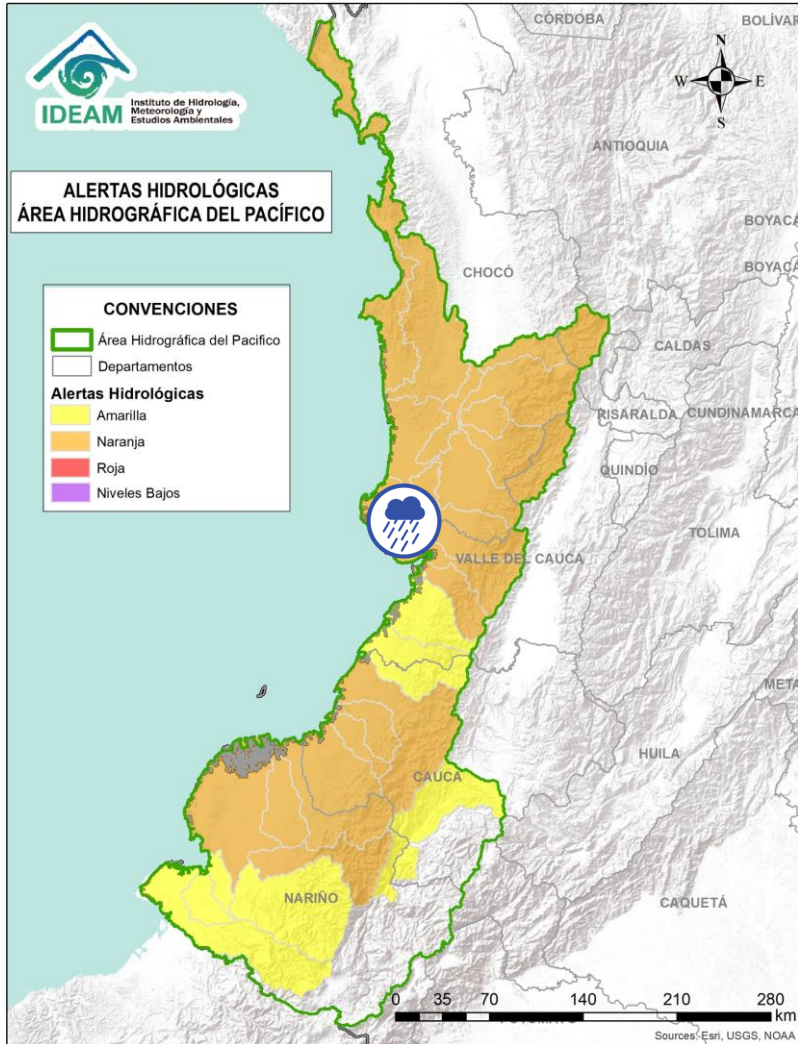 IDEAM
Instituto de Hidrología,
Meteorología y
Estudios Ambientales
ALERTAS HIDROLÓGICAS
ÁREA HIDROGRÁFICA DEL PACÍFICO
CONVENCIONES
Área Hidrográfica del Pacifico
Departamentos
Alertas Hidrológicas
Amarilla
Naranja
Roja
Niveles Bajos
CÓRDOBA
BOLÍVAR
N
W E
S
ANTIOQUIA
BOYACÁ
CHOCÓ
BOYACÁ
CALDAS
RISARALDA
CUNDINAMARCA
QUINDÍO
TOLIMA
VALLE DEL CAUCA
META
HUILA
CAUCA
NARIÑO
CAQUETÁ
0 35 70 140 210 280
km
Sources: Esri, USGS, NOAA